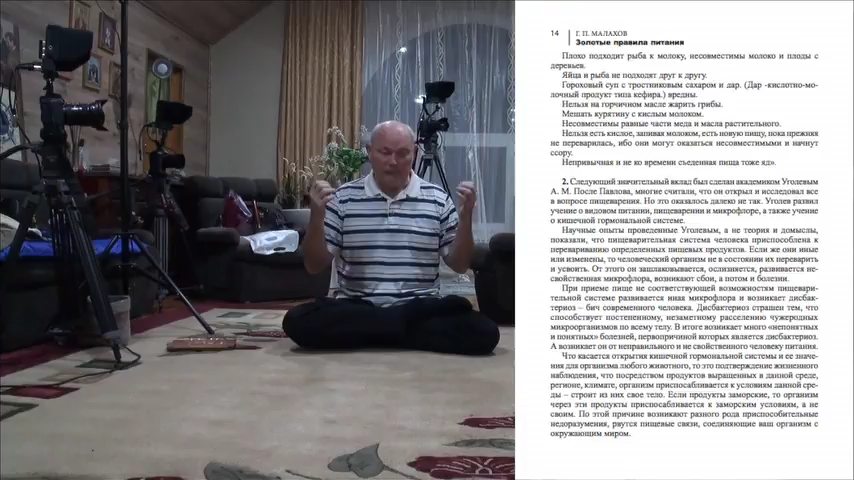 14
Г. П. МАЛАХОВ
Золотые правила питания
Плохо подходит рыба к молоку, несовместимы молоко и плоды с
деревьев.
Яйца и рыба не подходят друг к другу.
Гороховый суп с тростниковым сахаром и дар. (Дар -кислотно-мо-
лочный продукт типа кефира.) вредны.
Нельзя на горчичном масле жарить грибы.
Мешать курятину с кислым молоком.
Несовместимы равные части меда и масла растительного.
Нельзя есть кислое, запивая молоком, есть новую пищу, пока прежняя
не переварилась, ибо они могут оказаться несовместимыми и начнут
ссору.
Непривычная и не ко времени съеденная пища тоже яд».
2. Следующий значительный вклад был сделан академиком Уголевым
А. М. После Павлова, многие считали, что он открыл и исследовал все
в вопросе пищеварения. Но это оказалось далеко не так. Уголев развил
учение о видовом питании, пищеварении и микрофлоре, а также учение
о кишечной гормональной системе.
Научные опыты проведенные Уголевым, а не теория и домыслы,
показали, что пищеварительная система человека приспособлена к
перевариванию определенных пищевых продуктов. Если же они иные
или изменены, то человеческий организм не в состоянии их переварить
и усвоить. От этого он зашлаковывается, ослизняется, развивается не-
свойственная микрофлора, возникают сбои, а потом и болезни.
При приеме пище не соответствующей возможностям пищевари-
тельной системе развивается иная микрофлора и возникает дисбак-
териоз – бич современного человека. Дисбактериоз страшен тем, что
способствует постепенному, незаметному расселению чужеродных
микроорганизмов по всему телу. В итоге возникает много «непонятных
и понятных» болезней, первопричиной которых является дисбактериоз.
А возникает он от неправильного и не свойственного человеку питания.
Что касается открытия кишечной гормональной системы и ее значе-
ния для организма любого животного, то это подтверждение жизненного
наблюдения, что посредством продуктов выращенных в данной среде,
регионе, климате, организм приспосабливается к условиям данной сре-
ды – строит из них свое тело. Если продукты заморские, то организм
через эти продукты приспосабливается к заморским условиям, а не
своим. По этой причине возникают разного рода приспособительные
недоразумения, рвутся пищевые связи, соединяющие ваш организм с
окружающим миром.